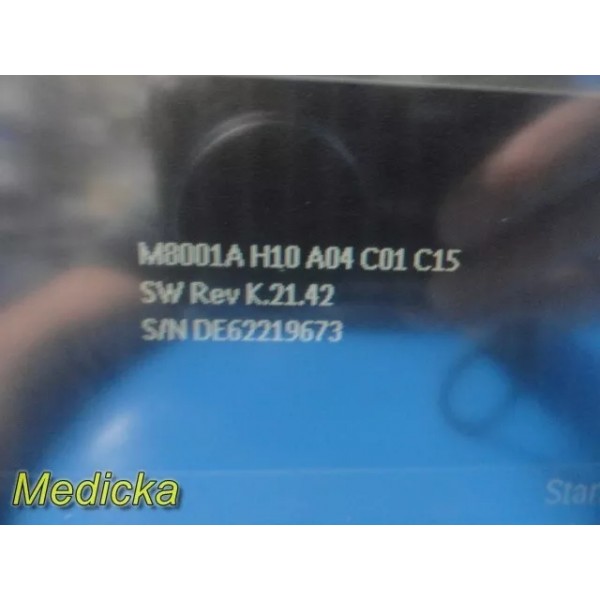 M8001A H10 A04 C01 C15
SW Rev K.21.42
S/N DE62219673
Medicka